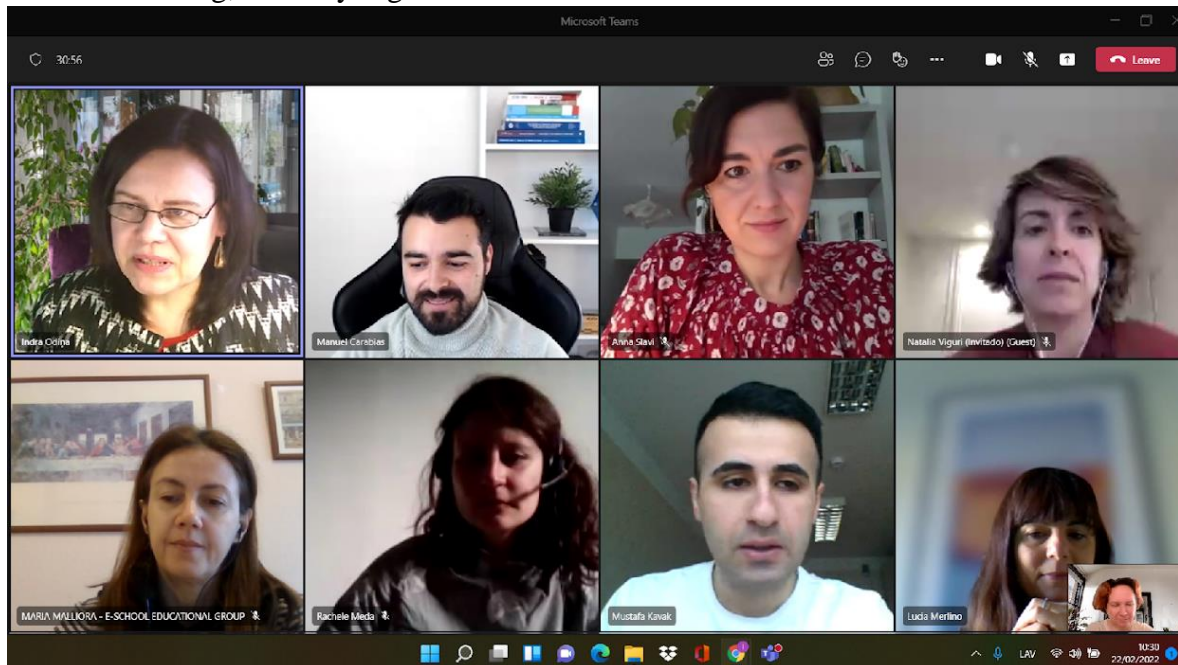 Microsoft Teams
30:56
Leave
Indra Odina
Manuel Carabias
Anna Slavi
Natalia Viguri (Invitado) (Guest)
MARIA MALLIORA - E-SCHOOL EDUCATIONAL GROUP
Rachele Meda
Mustafa Kavak
Lucia Merlino
LAV
10:30
22/02/2022